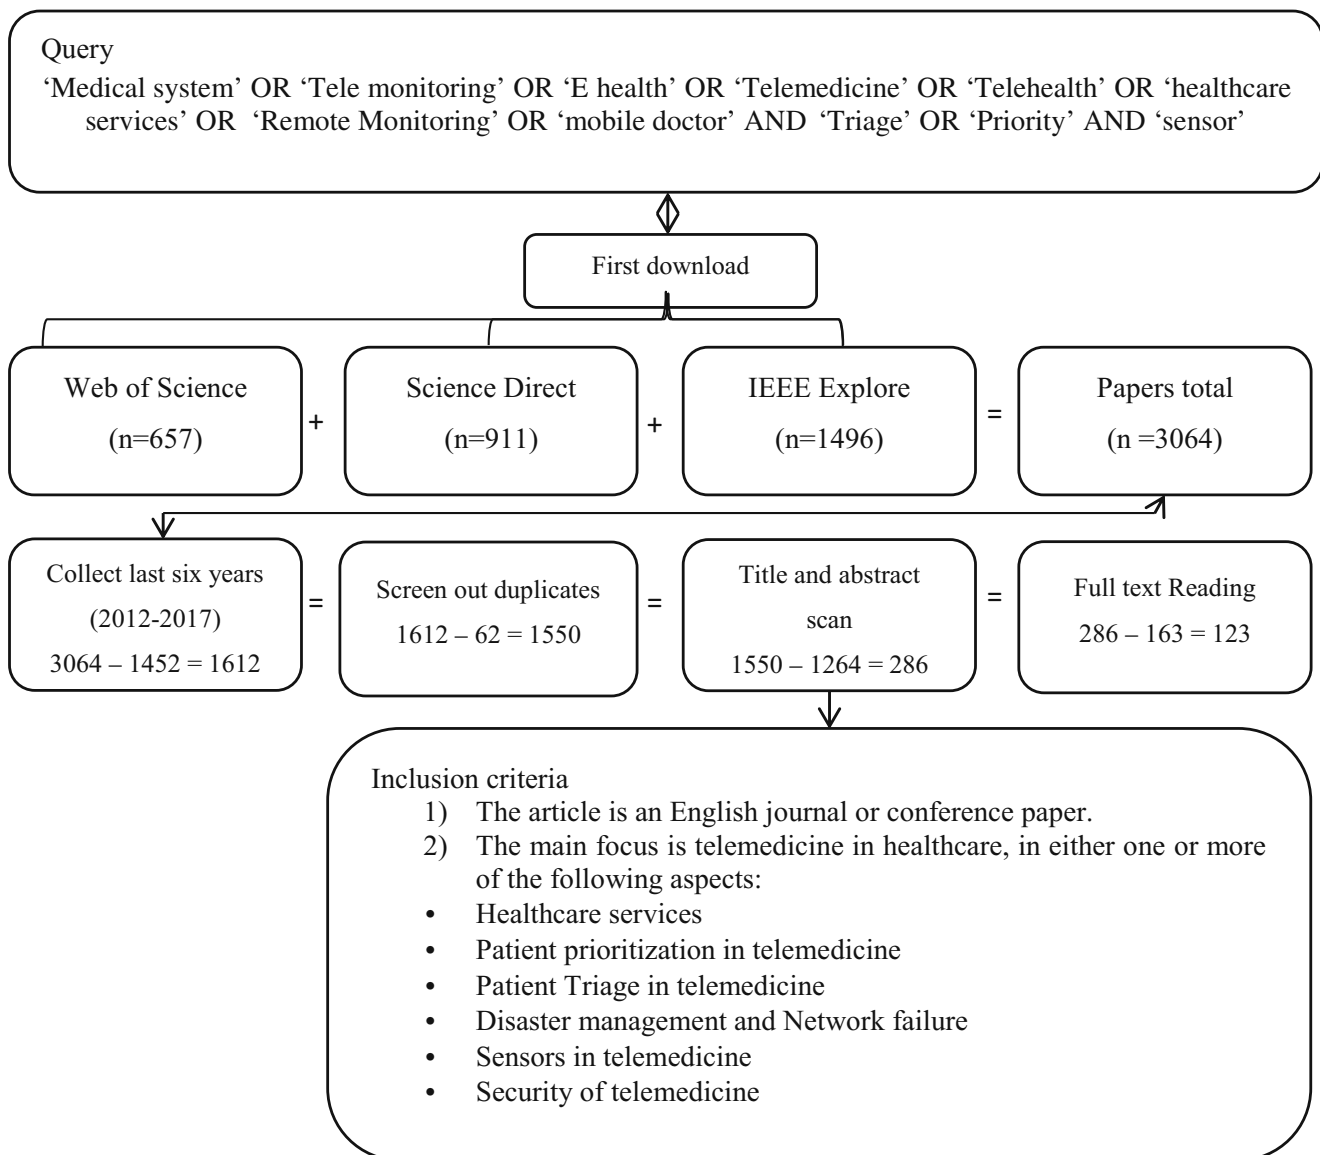 Query
‘Medical system’ OR ‘Tele monitoring’ OR ‘E health’ OR ‘Telemedicine’ OR ‘Telehealth’ OR ‘healthcare
services’ OR ‘Remote Monitoring’ OR ‘mobile doctor’ AND ‘Triage’ OR ‘Priority’ AND ‘sensor’
First download
Web of Science
(n=657)
+
Science Direct
(n=911)
+
IEEE Explore
(n=1496)
=
Papers total
(n =3064)
Collect last six years
(2012-2017)
3064 – 1452 = 1612
=
Screen out duplicates
1612 – 62 = 1550
=
Title and abstract
scan
1550 – 1264 = 286
=
Full text Reading
286 – 163 = 123
Inclusion criteria
1) The article is an English journal or conference paper.
2) The main focus is telemedicine in healthcare, in either one or more
of the following aspects:
• Healthcare services
• Patient prioritization in telemedicine
• Patient Triage in telemedicine
• Disaster management and Network failure
• Sensors in telemedicine
• Security of telemedicine